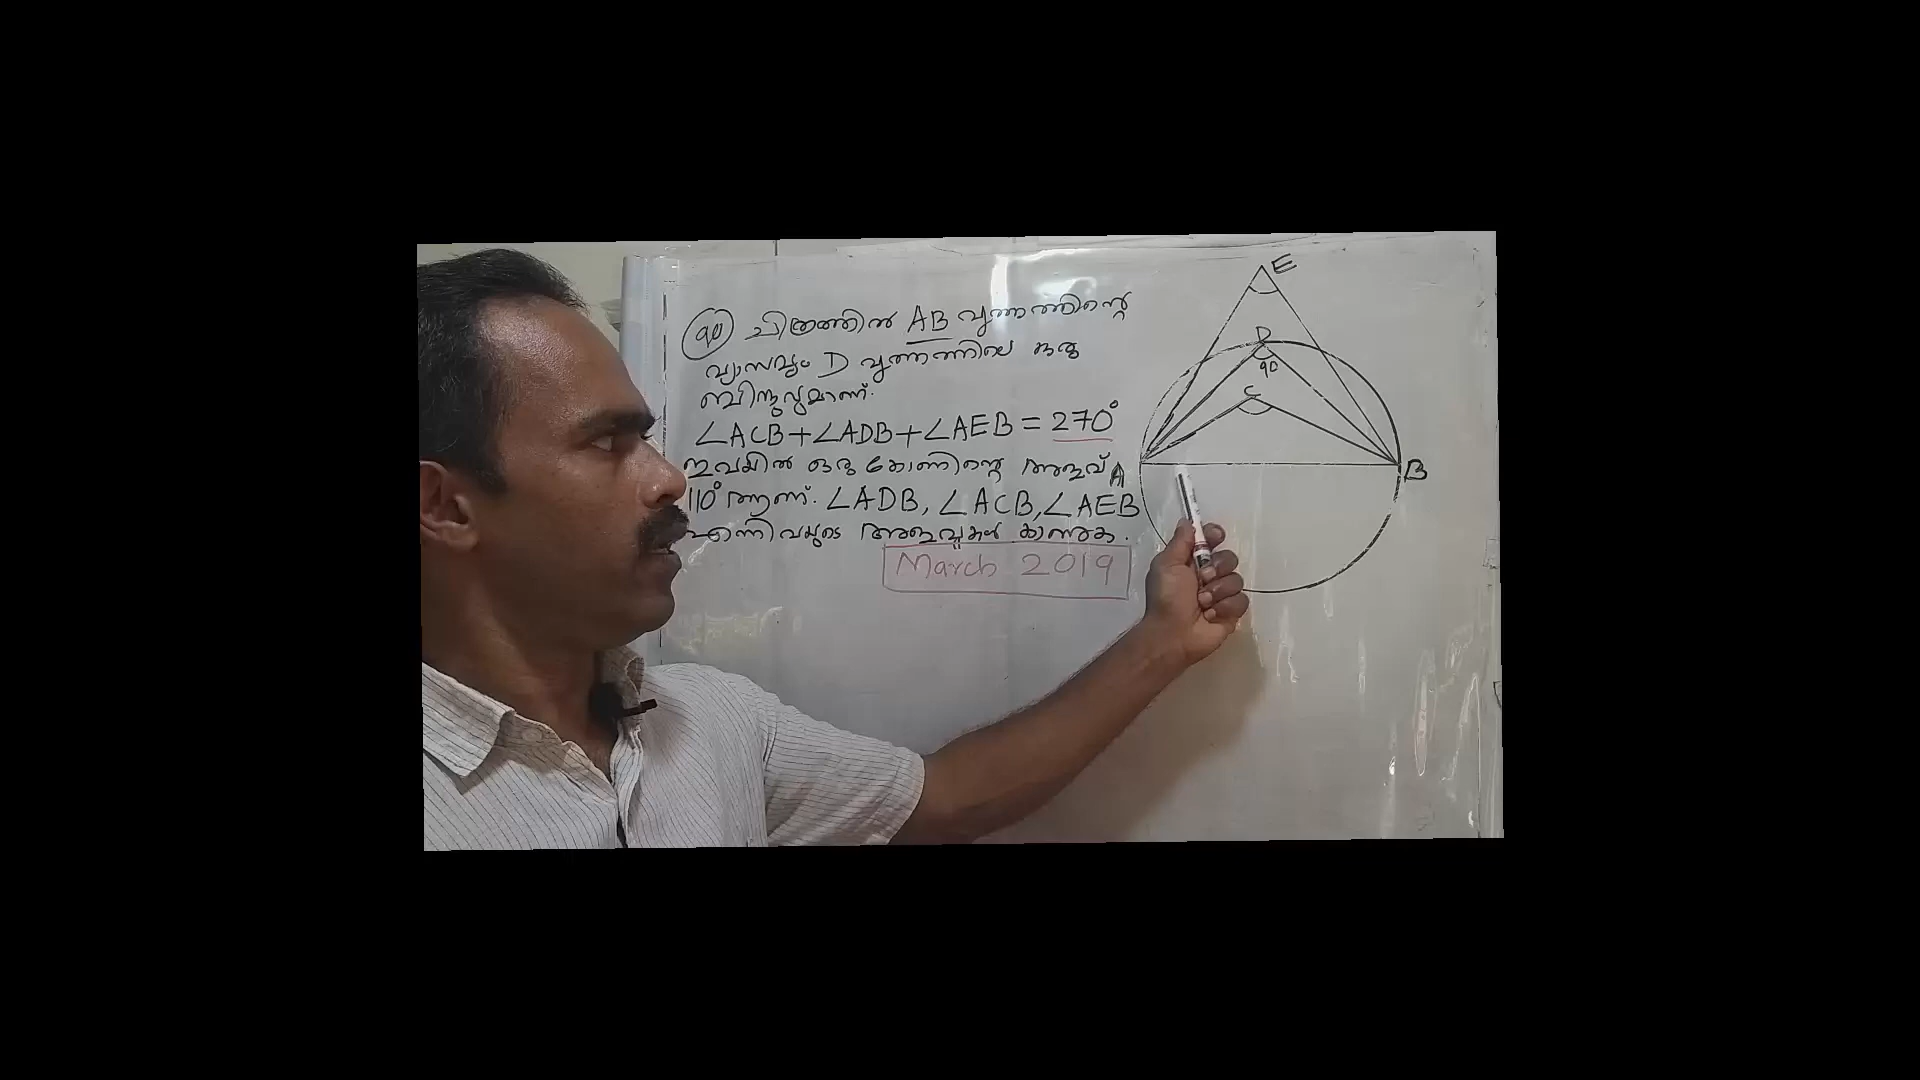 90 ചിത്രത്തിൽ AB വൃത്തത്തിന്റെ
വ്യാസവും D വൃത്തത്തിലെ ഒരു
ബിന്ദുവുമാണ്.
∠ACB+∠ADB+∠AEB=270°
ഇവയിൽ ഒരു കോണിന്റെ അളവ്
110° ആണ്. ∠ADB, ∠ACB, ∠AEB
എന്നിവയുടെ അളവുകൾ കാണുക.
March 2019
E
D
90
C
A
B